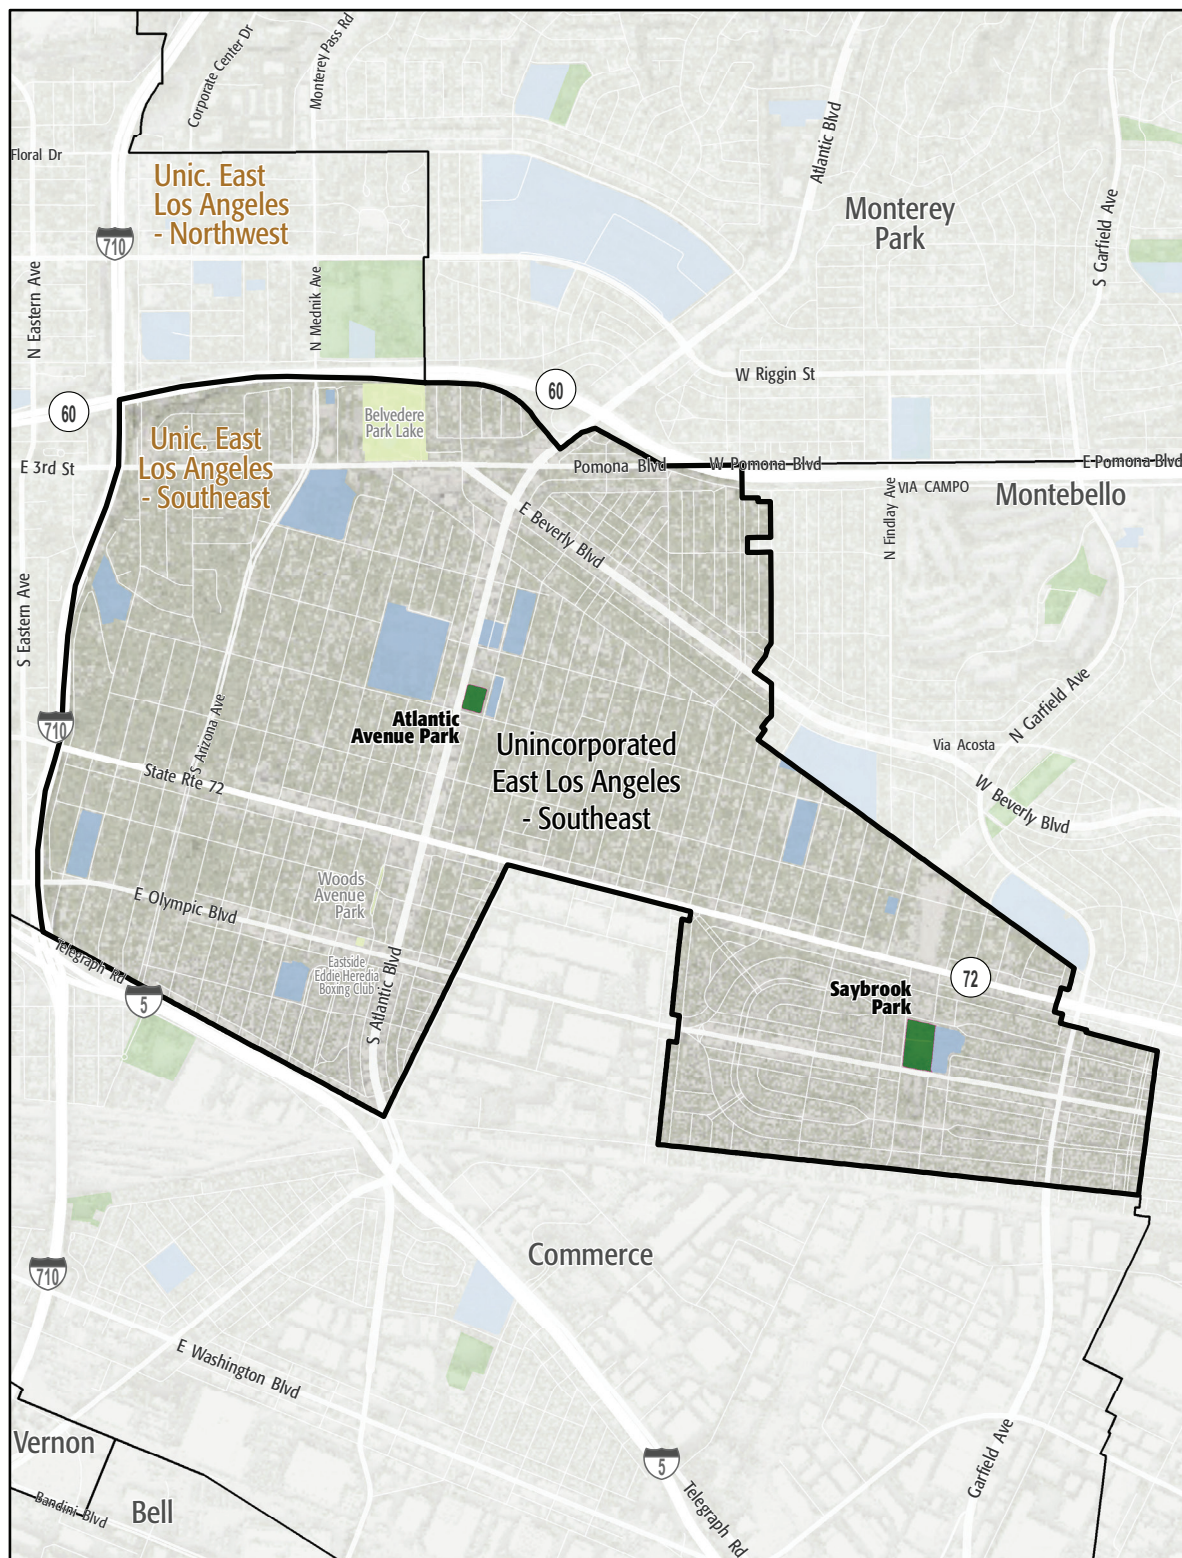 Corporate Center Dr
Monterey Pass Rd
Atlantic Blvd
Floral Dr
Unic. East
Los Angeles
- Northwest
Monterey
Park
S Garfield Ave
710
N Eastern Ave
N Mednik Ave
W Riggin St
60
60
Belvedere
Park Lake
Unic. East
Los Angeles
- Southeast
E 3rd St
Pomona Blvd
W Pomona Blvd
E Pomona Blvd
VIA CAMPO
Montebello
N Findlay Ave
E Beverly Blvd
S Eastern Ave
N Garfield Ave
S Arizona Ave
710
Atlantic
Avenue Park
Unincorporated
East Los Angeles
- Southeast
Via Acosta
State Rte 72
W Beverly Blvd
Woods
Avenue
Park
E Olympic Blvd
Telegraph Rd
Eastside
Eddie Heredia
Boxing Club
S Atlantic Blvd
5
72
Saybrook
Park
Commerce
710
E Washington Blvd
Vernon
Garfield Ave
5
Telegraph Rd
Bandini Blvd
Bell